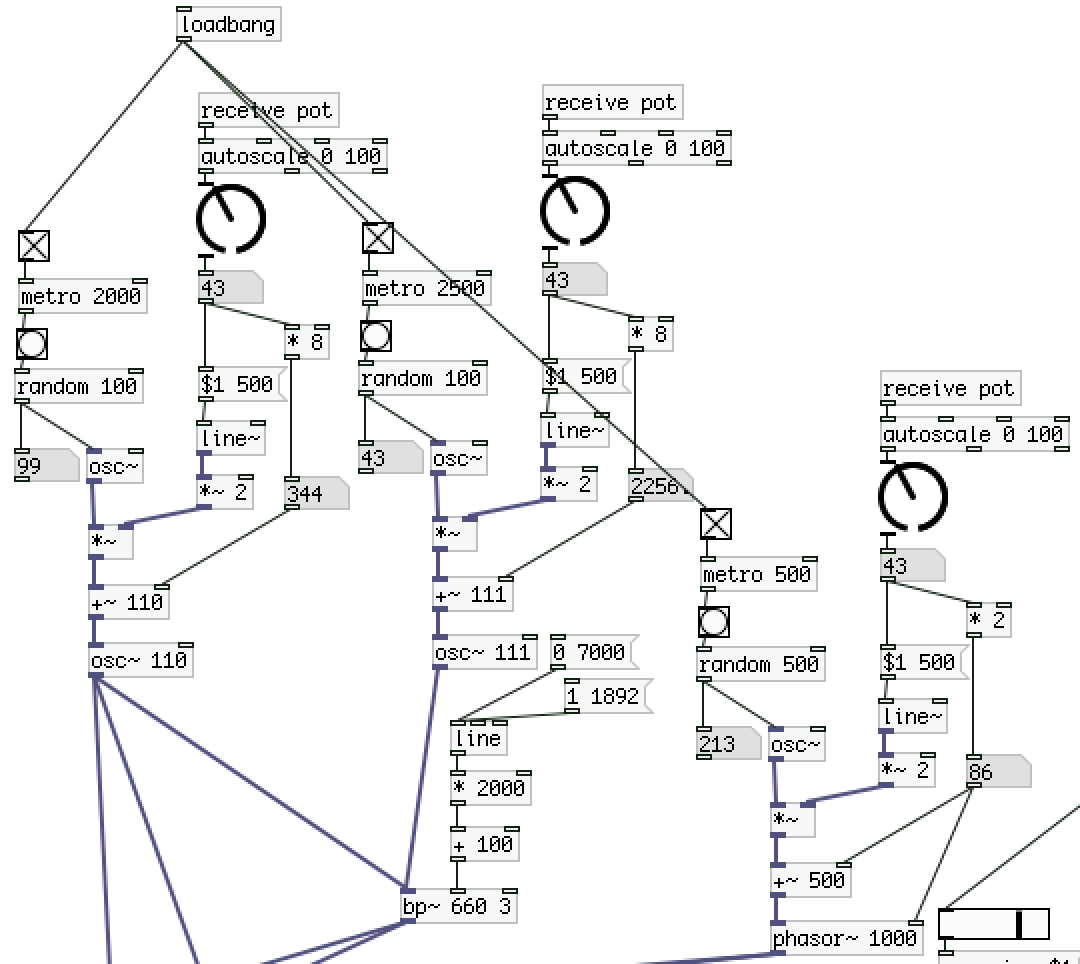 loadbang
receive pot
autoscale 0 100
43
* 8
$1 500
line~
*~ 2
344
metro 2000
random 100
99
osc~
*~
+~ 110
osc~ 110
receive pot
autoscale 0 100
43
* 8
$1 500
line~
*~ 2
metro 2500
random 100
43
osc~
*~
+~ 111
osc~ 111
0 7000
1 1892
line
* 2000
+ 100
bp~ 660 3
receive pot
autoscale 0 100
43
* 2
$1 500
line~
*~ 2
86
metro 500
random 500
213
osc~
*~
+~ 500
phasor~ 1000